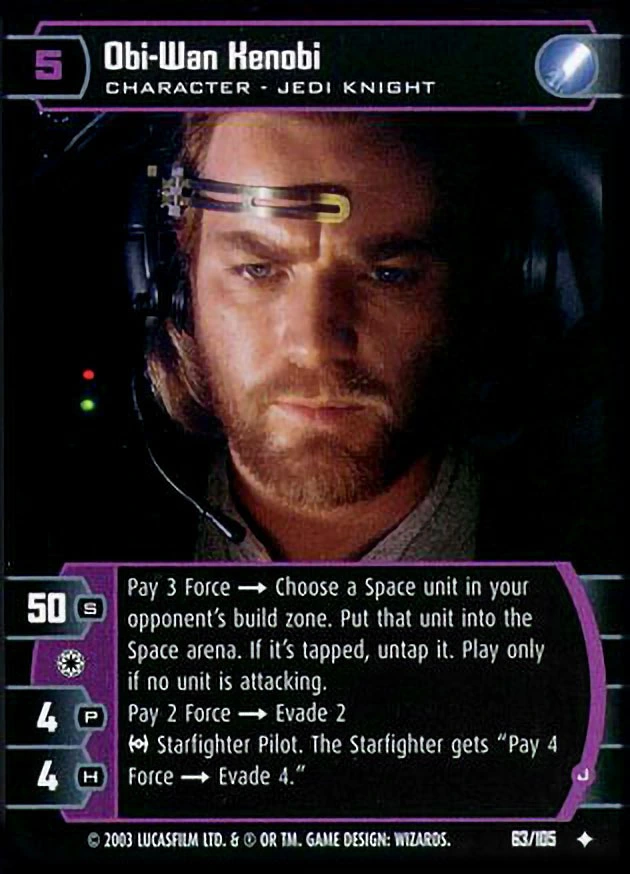 5
Obi-Wan Kenobi
CHARACTER - JEDI KNIGHT
50 S
Pay 3 Force → Choose a Space unit in your
opponent's build zone. Put that unit into the
Space arena. If it's tapped, untap it. Play only
if no unit is attacking.
4 P
Pay 2 Force → Evade 2
Starfighter Pilot. The Starfighter gets “Pay 4
4 H
Force → Evade 4.”
J
© 2003 LUCASFILM LTD. & ® OR TM. GAME DESIGN: WIZARDS.
63/105